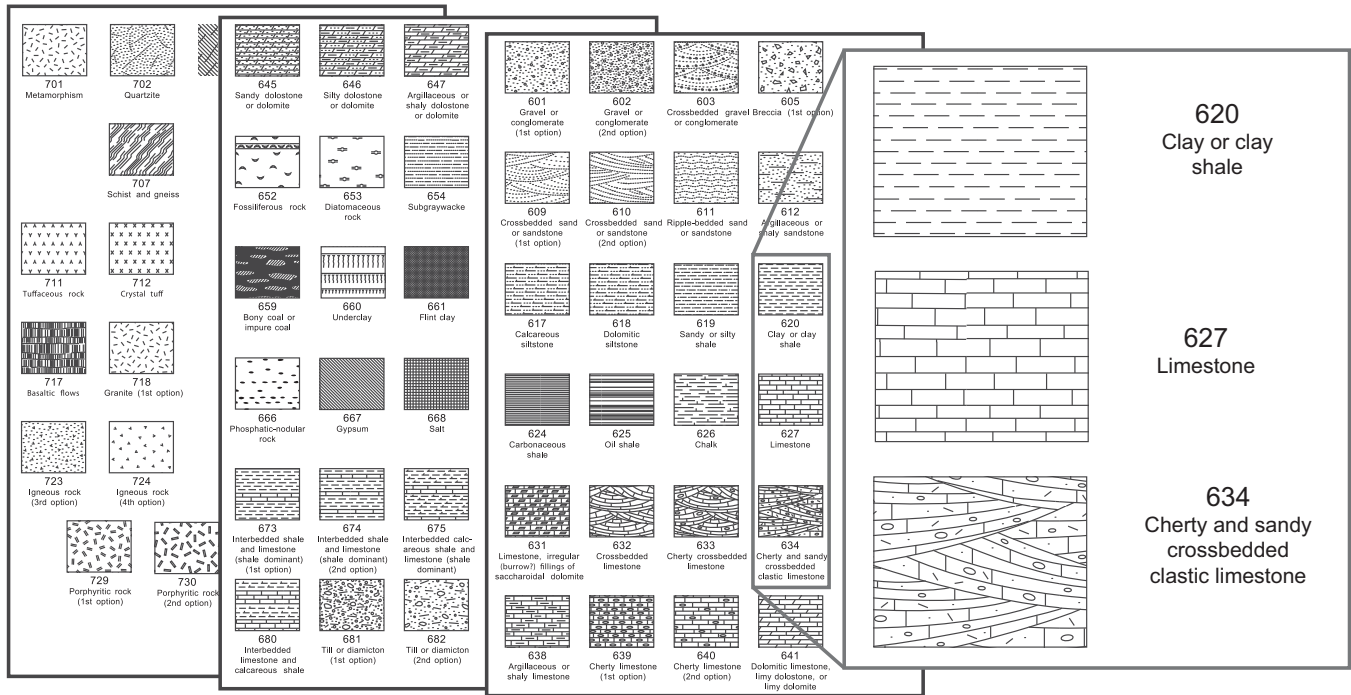 701
Metamorphism
702
Quartzite
707
Schist and gneiss
711
Tuffaceous rock
712
Crystal tuff
717
Basaltic flows
718
Granite (1st option)
723
Igneous rock
(3rd option)
724
Igneous rock
(4th option)
729
Porphyritic rock
(1st option)
730
Porphyritic rock
(2nd option)
645
Sandy dolostone
or dolomite
646
Silty dolostone
or dolomite
647
Argillaceous or
shaly dolostone
or dolomite
652
Fossiliferous rock
653
Diatomaceous
rock
654
Subgraywacke
659
Bony coal or
impure coal
660
Underclay
661
Flint clay
666
Phosphatic-nodular
rock
667
Gypsum
668
Salt
673
Interbedded shale
and limestone
(shale dominant)
(1st option)
674
Interbedded shale
and limestone
(shale dominant)
(2nd option)
675
Interbedded calc-
areous shale and
limestone (shale
dominant)
680
Interbedded
limestone and
calcareous shale
681
Till or diamicton
(1st option)
682
Till or diamicton
(2nd option)
601
Gravel or
conglomerate
(1st option)
602
Gravel or
conglomerate
(2nd option)
603
Crossbedded gravel
or conglomerate
605
Breccia (1st option)
609
Crossbedded sand
or sandstone
(1st option)
610
Crossbedded sand
or sandstone
(2nd option)
611
Ripple-bedded sand
or sandstone
612
Argillaceous or
shaly sandstone
617
Calcareous
siltstone
618
Dolomitic
siltstone
619
Sandy or silty
shale
620
Clay or clay
shale
624
Carbonaceous
shale
625
Oil shale
626
Chalk
627
Limestone
631
Limestone, irregular
(burrow?) fillings of
saccharoidal dolomite
632
Crossbedded
limestone
633
Cherty crossbedded
limestone
634
Cherty and sandy
crossbedded
clastic limestone
638
Argillaceous or
shaly limestone
639
Cherty limestone
(1st option)
640
Cherty limestone
(2nd option)
641
Dolomitic limestone,
limy dolostone, or
limy dolomite
620
Clay or clay
shale
627
Limestone
634
Cherty and sandy
crossbedded
clastic limestone